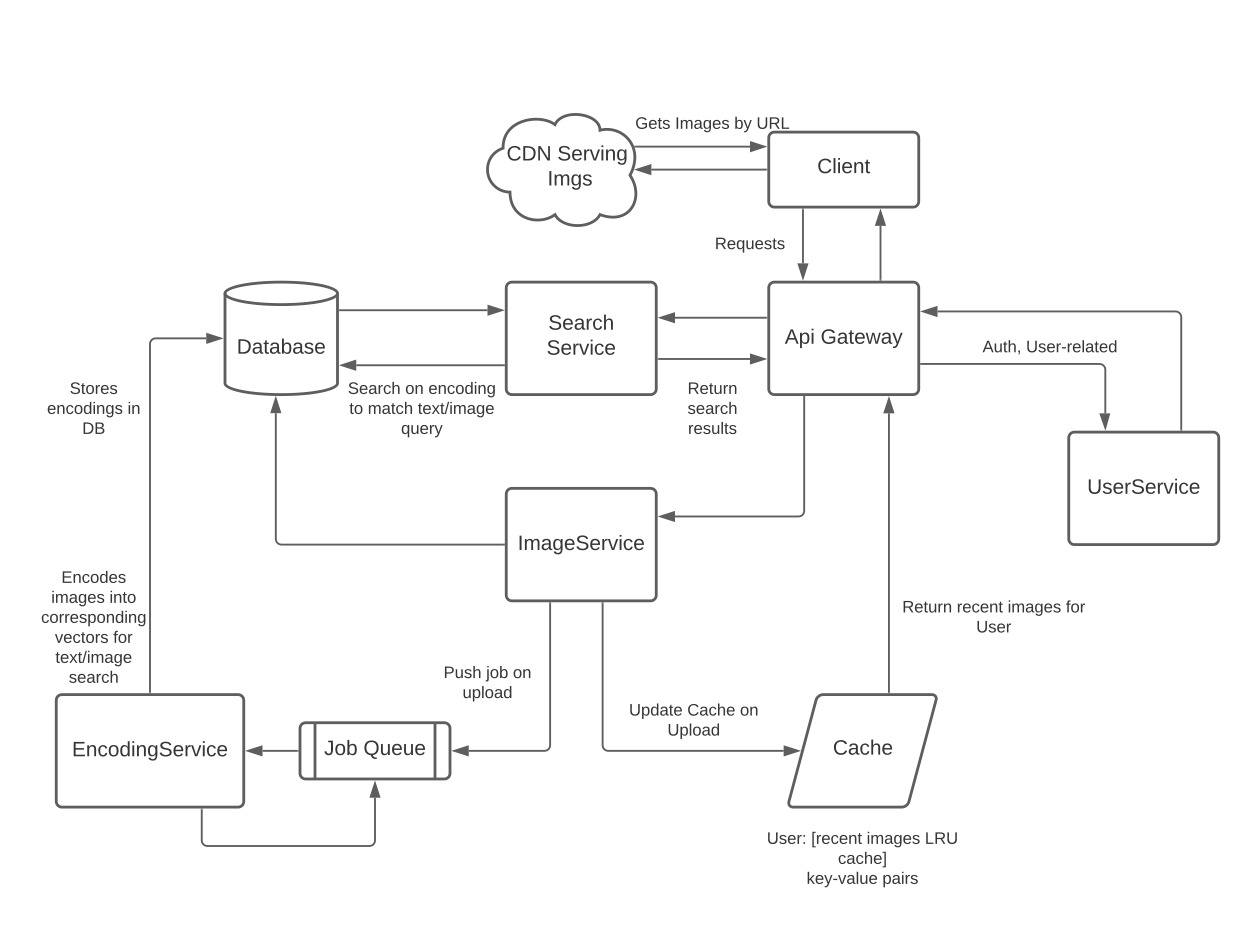 Gets Images by URL
CDN Serving
Imgs
Client
Requests
Database
Search
Service
Api Gateway
Auth, User-related
Stores
encodings in
DB
Search on encoding
to match text/image
query
Return
search
results
UserService
ImageService
Encodes
images into
corresponding
vectors for
text/image
search
Return recent images for
User
Push job on
upload
Update Cache on
Upload
EncodingService
Job Queue
Cache
User: [recent images LRU
cache]
key-value pairs